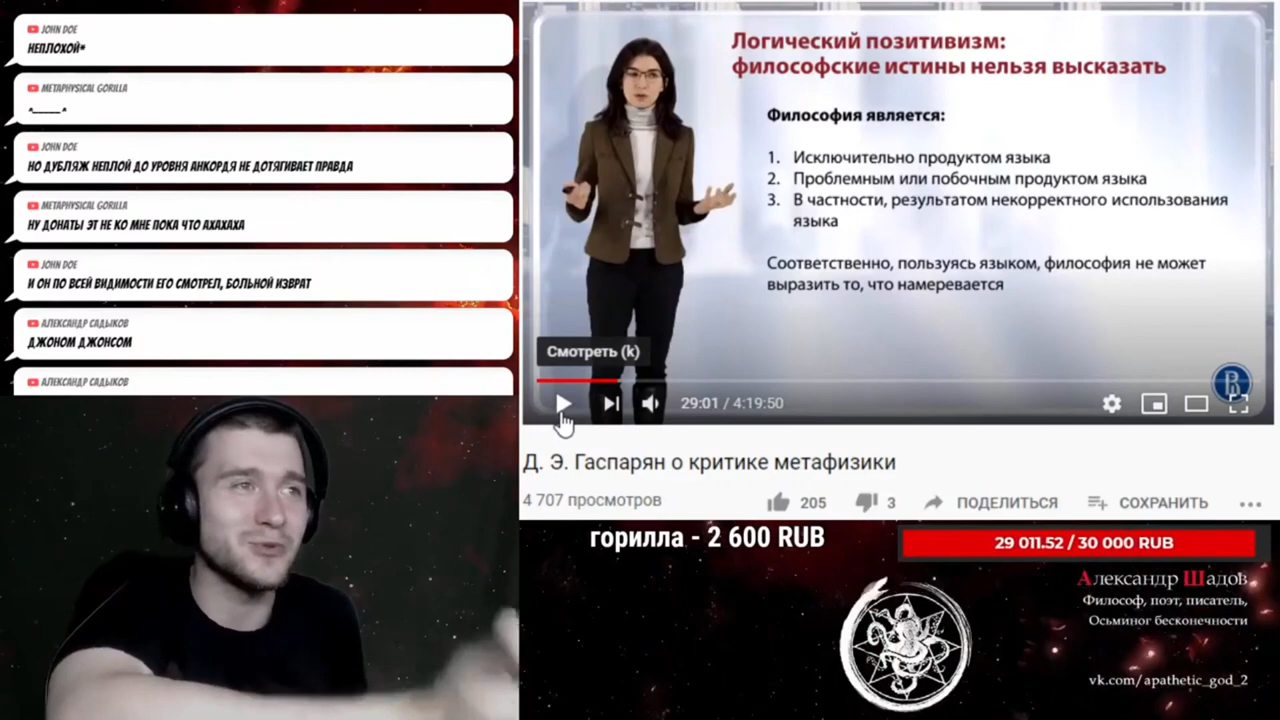 JOHN DOE
НЕПЛОХОЙ*
METAPHYSICAL GORILLA
^_____^
JOHN DOE
НО ДУБЛЯЖ НЕПЛОЙ ДО УРОВНЯ АНКОРДЯ НЕ ДОТЯГИВАЕТ ПРАВДА
METAPHYSICAL GORILLA
НУ ДОНАТЫ ЭТ НЕ КО МНЕ ПОКА ЧТО АХАХАХА
JOHN DOE
И ОН ПО ВСЕЙ ВИДИМОСТИ ЕГО СМОТРЕЛ, БОЛЬНОЙ ИЗВРАТ
АЛЕКСАНДР САДЫКОВ
ДЖОНОМ ДЖОНСОМ
АЛЕКСАНДР САДЫКОВ
Логический позитивизм:
философские истины нельзя высказать
Философия является:
1. Исключительно продуктом языка
2. Проблемным или побочным продуктом языка
3. В частности, результатом некорректного использования
языка
Соответственно, пользуясь языком, философия не может
выразить то, что намеревается
Смотреть (k)
29:01 / 4:19:50
Д. Э. Гаспарян о критике метафизики
4 707 просмотров
205
3
ПОДЕЛИТЬСЯ
СОХРАНИТЬ
горилла - 2 600 RUB
29 011.52 / 30 000 RUB
Александр Шадов
Философ, поэт, писатель,
Осьминог бесконечности
vk.com/apathetic_god_2